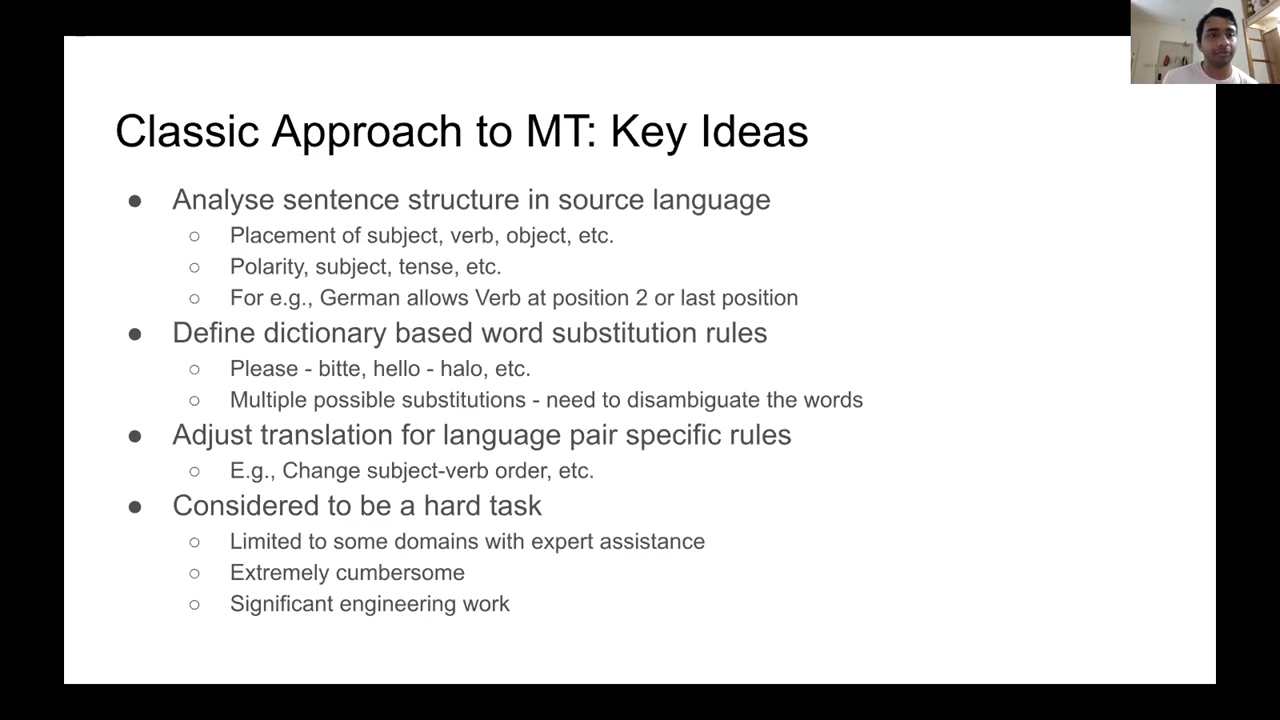 Classic Approach to MT: Key Ideas
● Analyse sentence structure in source language
○ Placement of subject, verb, object, etc.
○ Polarity, subject, tense, etc.
○ For e.g., German allows Verb at position 2 or last position
● Define dictionary based word substitution rules
○ Please - bitte, hello - halo, etc.
○ Multiple possible substitutions - need to disambiguate the words
● Adjust translation for language pair specific rules
○ E.g., Change subject-verb order, etc.
● Considered to be a hard task
○ Limited to some domains with expert assistance
○ Extremely cumbersome
○ Significant engineering work